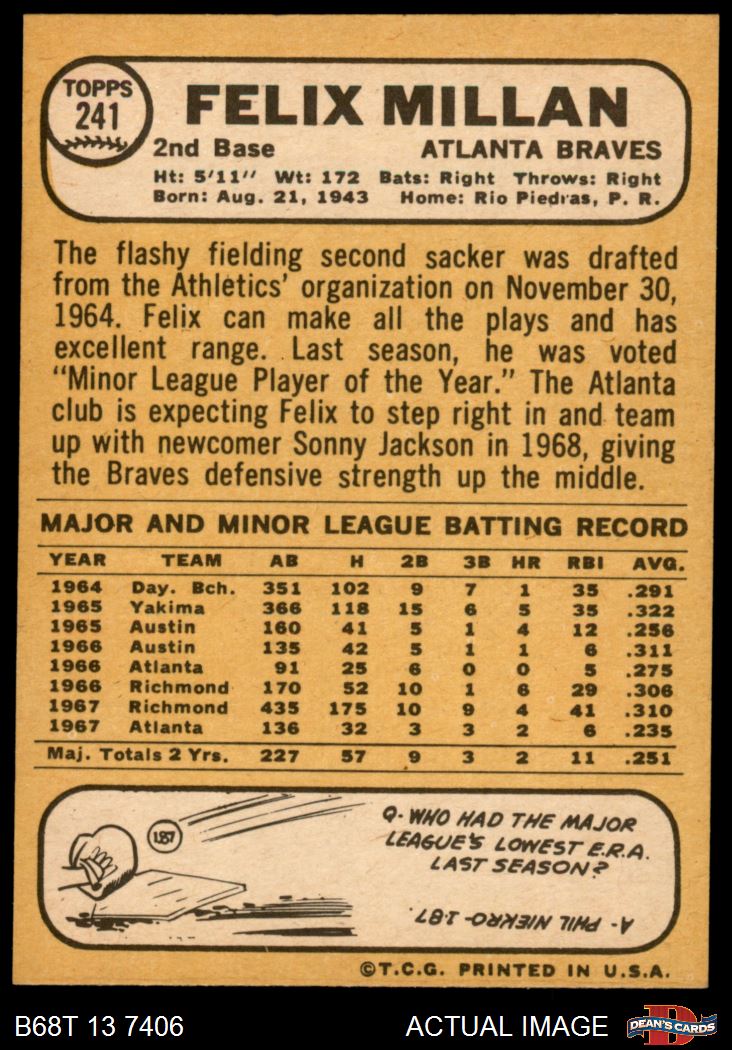 TOPPS
241
FELIX MILLAN
2nd Base ATLANTA BRAVES
Ht: 5'11" Wt: 172 Bats: Right Throws: Right
Born: Aug. 21, 1943 Home: Rio Piedras, P. R.
The flashy fielding second sacker was drafted
from the Athletics' organization on November 30,
1964. Felix can make all the plays and has
excellent range. Last season, he was voted
"Minor League Player of the Year." The Atlanta
club is expecting Felix to step right in and team
up with newcomer Sonny Jackson in 1968, giving
the Braves defensive strength up the middle.
MAJOR AND MINOR LEAGUE BATTING RECORD
YEAR TEAM AB H 2B 3B HR RBI AVG.
1964 Day. Bch. 351 102 9 7 1 35 .291
1965 Yakima 366 118 15 6 5 35 .322
1965 Austin 160 41 5 1 4 12 .256
1966 Austin 135 42 5 1 1 6 .311
1966 Atlanta 91 25 6 0 0 5 .275
1966 Richmond 170 52 10 1 6 29 .306
1967 Richmond 435 175 10 9 4 41 .310
1967 Atlanta 136 32 3 3 2 6 .235
Maj. Totals 2 Yrs. 227 57 9 3 2 11 .251
1.87
Q- WHO HAD THE MAJOR
LEAGUE'S LOWEST E.R.A.
LAST SEASON?
A- PHIL NIEKRO-1.87
©T.C.G. PRINTED IN U.S.A.
B68T 13 7406 ACTUAL IMAGE
D
DEAN'S CARDS